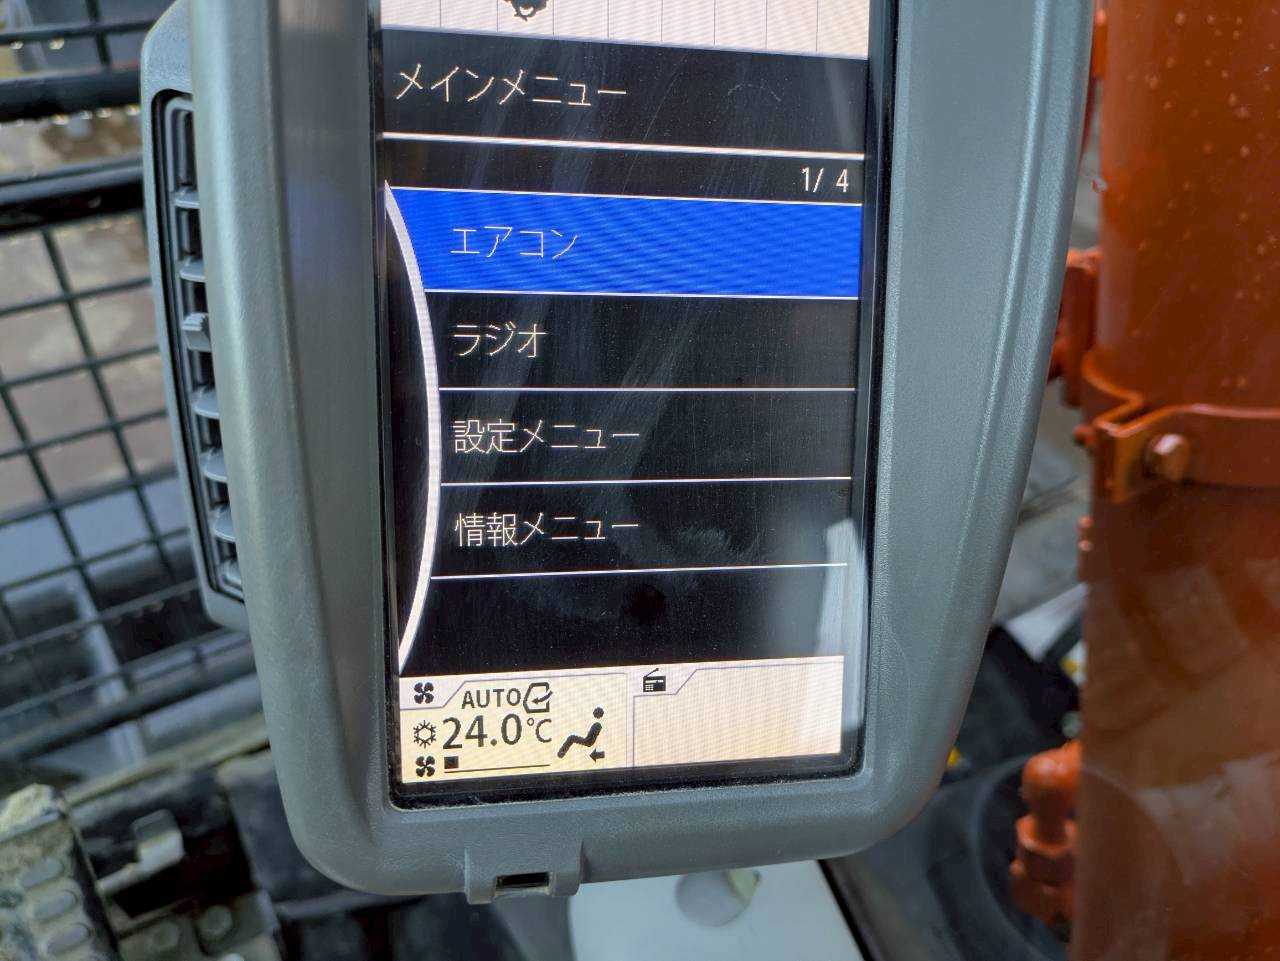 メインメニュー
1/ 4
エアコン
ラジオ
設定メニュー
情報メニュー
AUTO
24.0℃